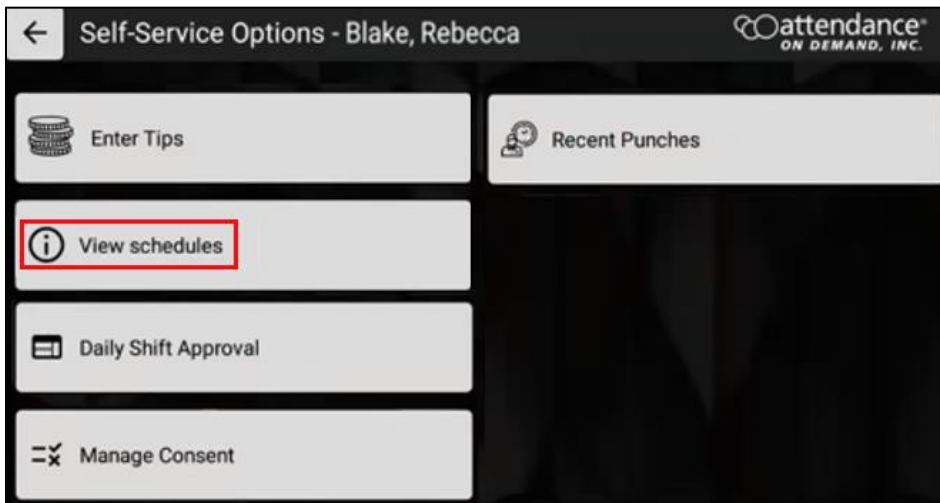 Self-Service Options - Blake, Rebecca
attendance®
ON DEMAND, INC.
Enter Tips
Recent Punches
View schedules
Daily Shift Approval
Manage Consent